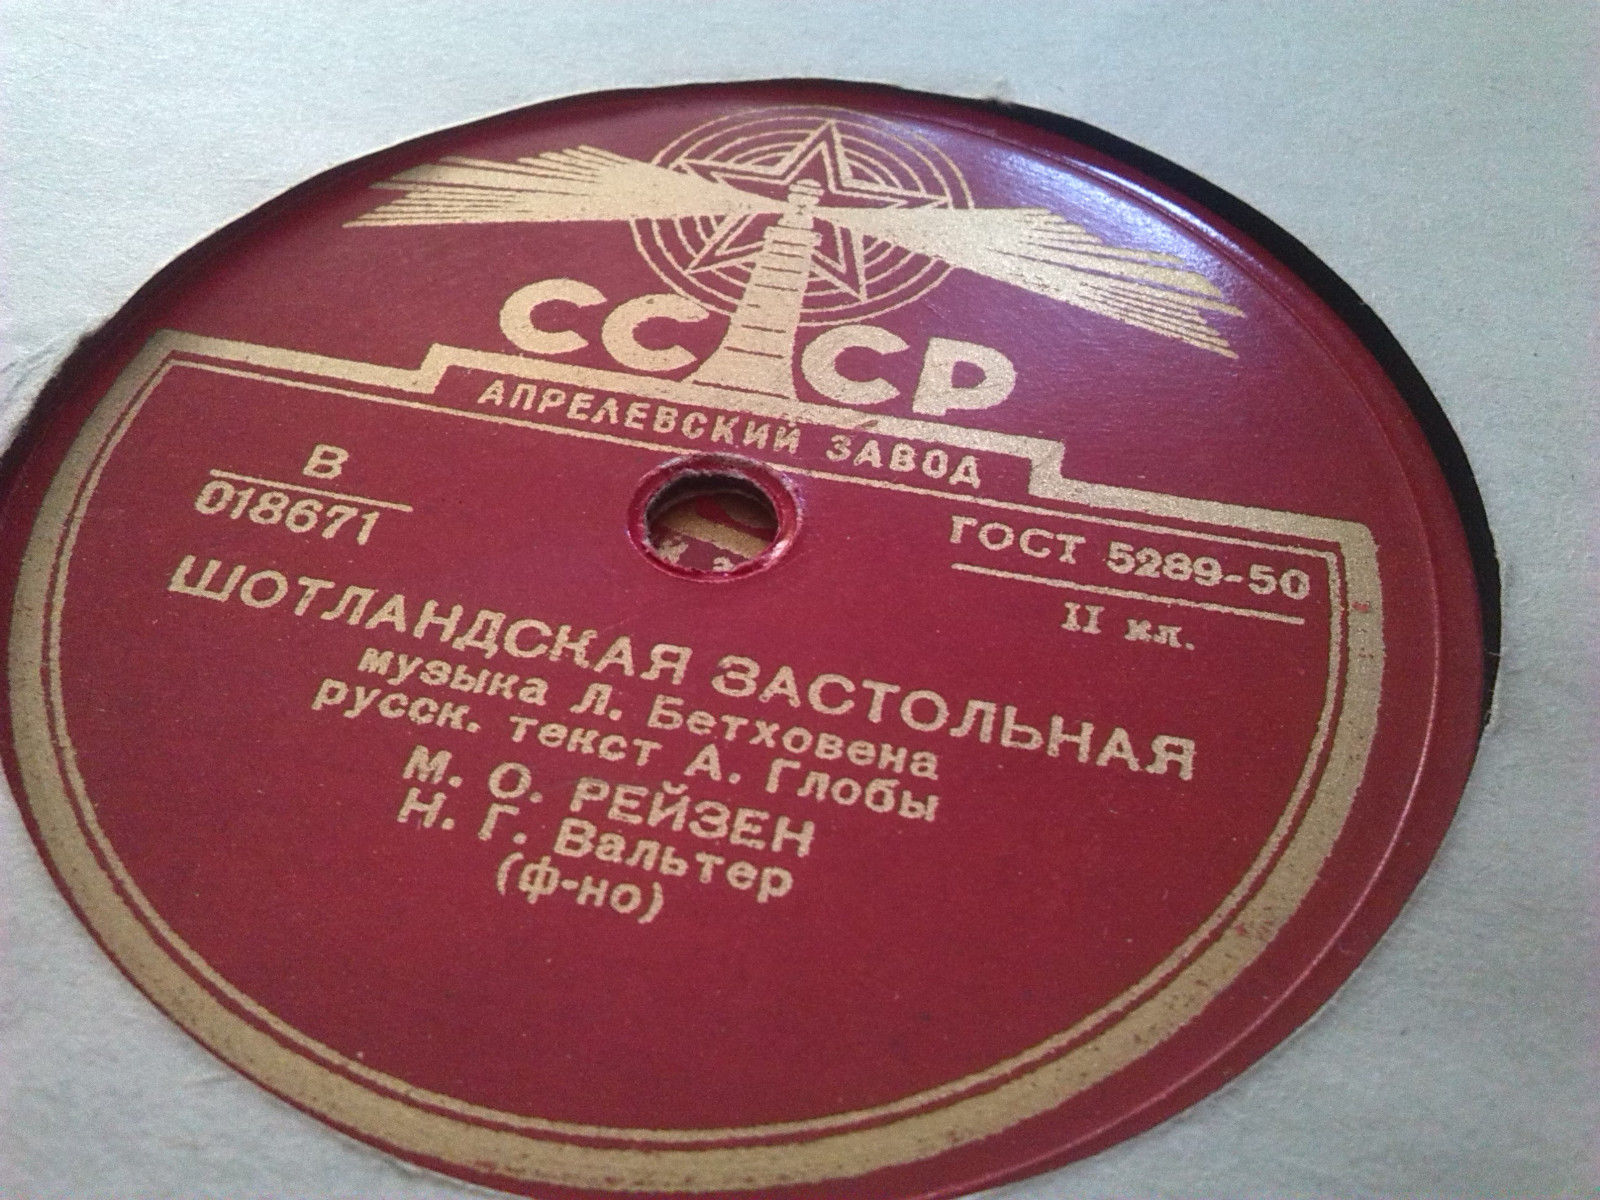 СССР
АПРЕЛЕВСКИЙ ЗАВОД
В
018671
ГОСТ 5289-50
II кл.
ШОТЛАНДСКАЯ ЗАСТОЛЬНАЯ
музыка Л. Бетховена
русск. текст А. Глобы
М. О. РЕЙЗЕН
Н. Г. Вальтер
(ф-но)